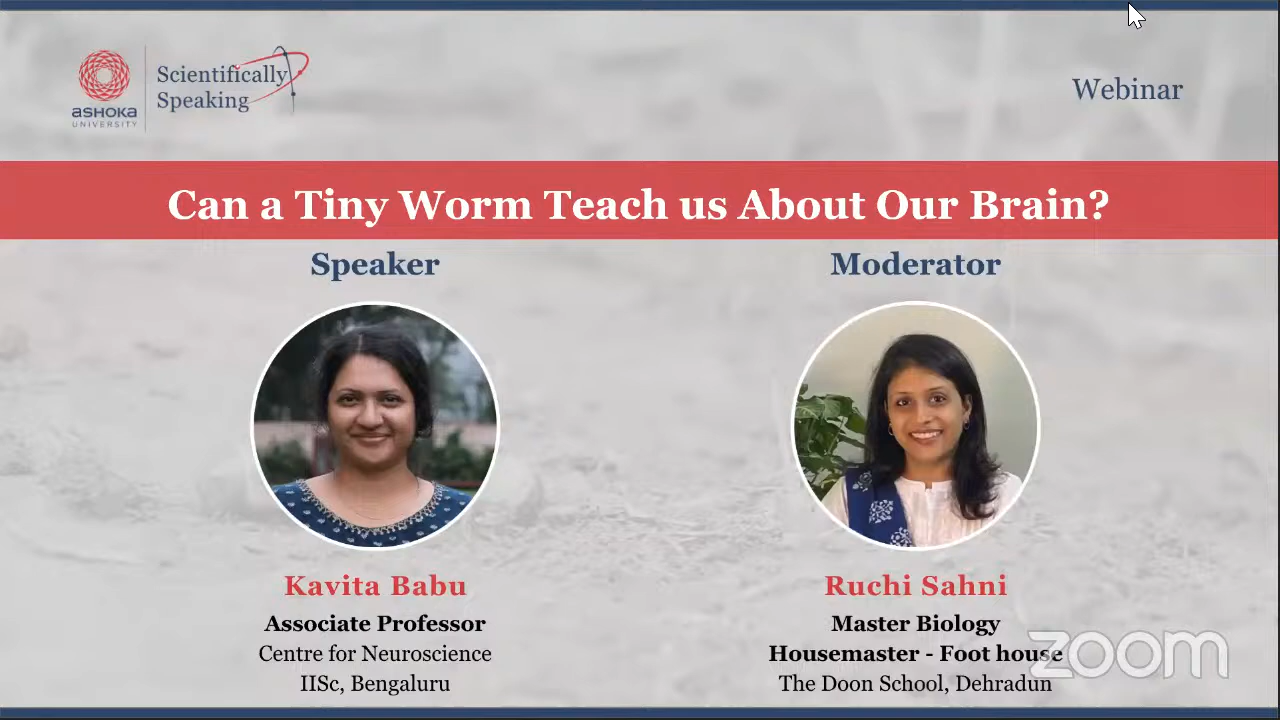 Scientifically
Speaking
ASHOKA
UNIVERSITY
Webinar
Can a Tiny Worm Teach us About Our Brain?
Speaker
Moderator
Kavita Babu
Associate Professor
Centre for Neuroscience
IISc, Bengaluru
Ruchi Sahni
Master Biology
Housemaster - Foot house
The Doon School, Dehradun
zoom